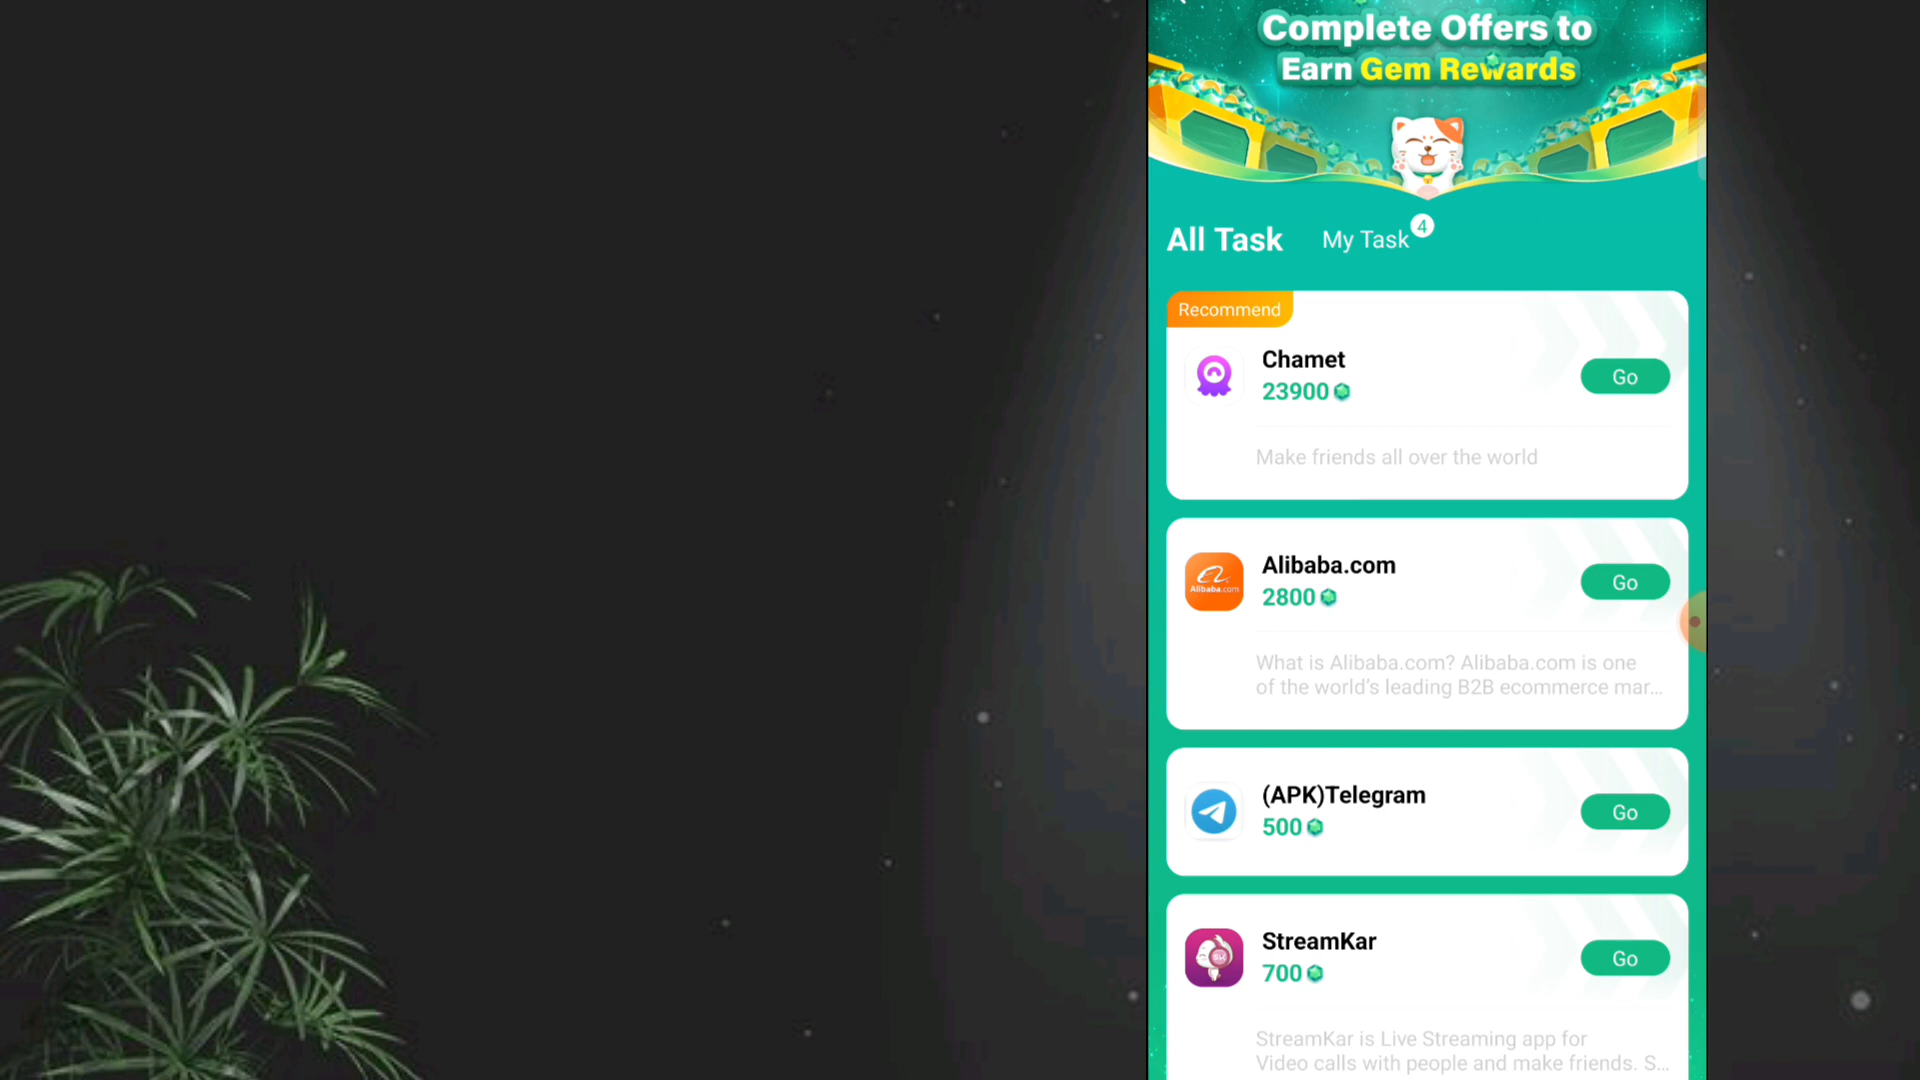 Complete Offers to
Earn Gem Rewards
All Task
My Task
4
Recommend
Chamet
23900
Go
Make friends all over the world
Alibaba.com
Alibaba.com
2800
Go
What is Alibaba.com? Alibaba.com is one
of the world's leading B2B ecommerce mar...
(APK)Telegram
500
Go
StreamKar
700
Go
StreamKar is Live Streaming app for
Video calls with people and make friends. S...